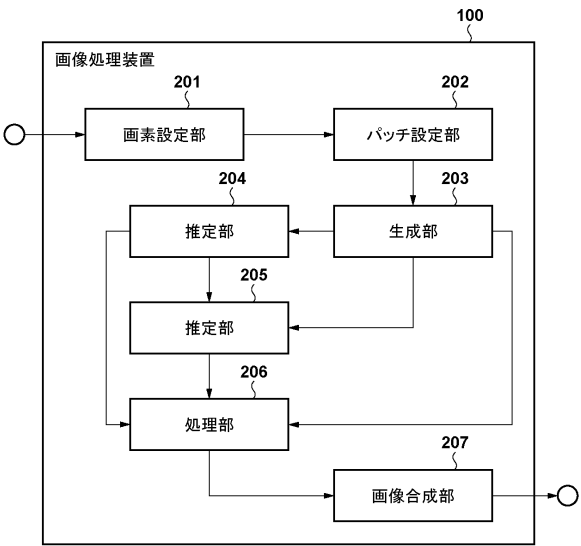 100
画像処理装置
201
画素設定部
202
パッチ設定部
204
推定部
203
生成部
205
推定部
206
処理部
207
画像合成部